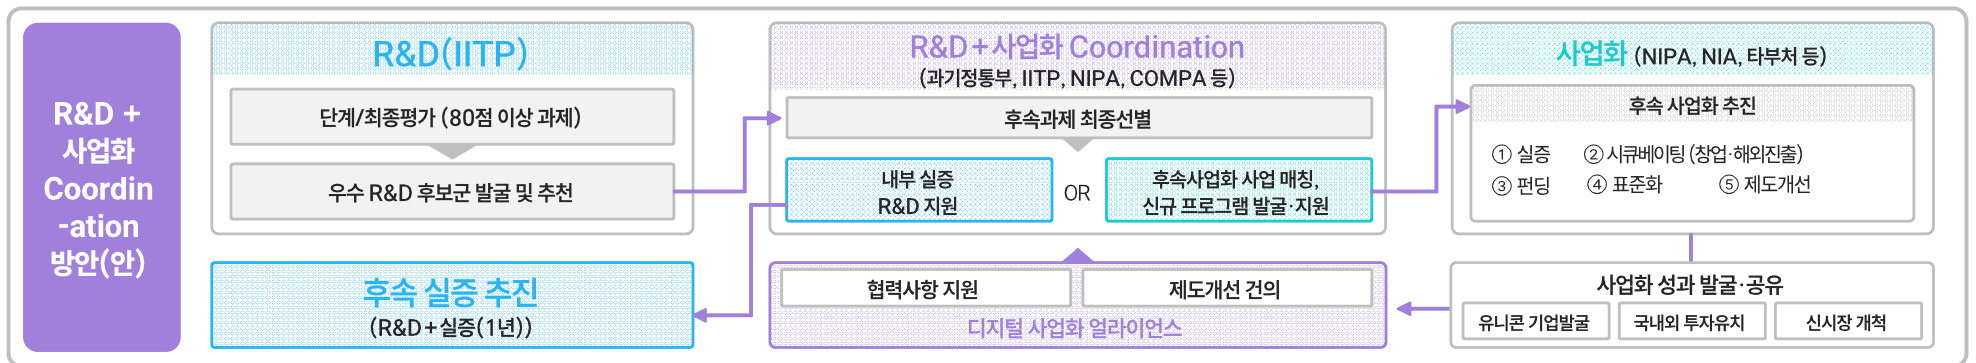 R&D +
사업화
Coordin
-ation
방안(안)
R&D(IITP)
단계/최종평가 (80점 이상 과제)
우수 R&D 후보군 발굴 및 추천
후속 실증 추진
(R&D+실증(1년))
R&D+사업화 Coordination
(과기정통부, IITP, NIPA, COMPA 등)
후속과제 최종선별
내부 실증
R&D 지원
OR
후속사업화 사업 매칭,
신규 프로그램 발굴·지원
협력사항 지원
제도개선 건의
디지털 사업화 얼라이언스
사업화 (NIPA, NIA, 타부처 등)
후속 사업화 추진
① 실증 ② 시큐베이팅 (창업·해외진출)
③ 펀딩 ④ 표준화 ⑤ 제도개선
사업화 성과 발굴·공유
유니콘 기업발굴
국내외 투자유치
신시장 개척